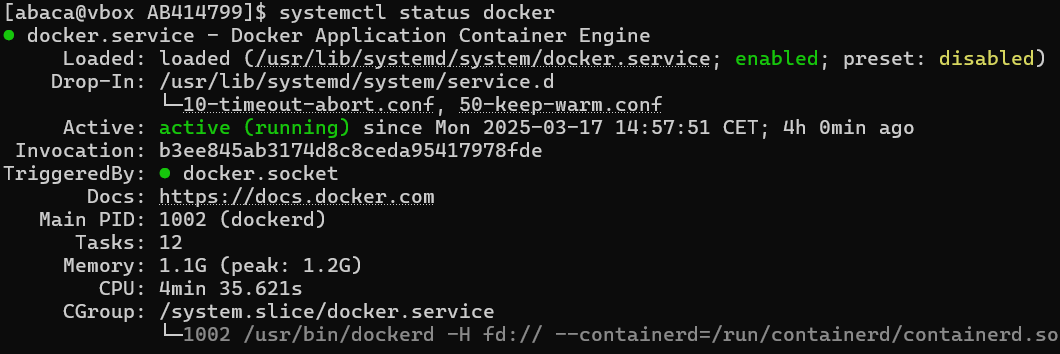 [abaca@vbox AB414799]$ systemctl status docker
● docker.service - Docker Application Container Engine
     Loaded: loaded (/usr/lib/systemd/system/docker.service; enabled; preset: disabled)
    Drop-In: /usr/lib/systemd/system/service.d
             └─10-timeout-abort.conf, 50-keep-warm.conf
     Active: active (running) since Mon 2025-03-17 14:57:51 CET; 4h 0min ago
 Invocation: b3ee845ab3174d8c8ceda95417978fde
TriggeredBy: ● docker.socket
       Docs: https://docs.docker.com
   Main PID: 1002 (dockerd)
      Tasks: 12
     Memory: 1.1G (peak: 1.2G)
        CPU: 4min 35.621s
     CGroup: /system.slice/docker.service
             └─1002 /usr/bin/dockerd -H fd:// --containerd=/run/containerd/containerd.so